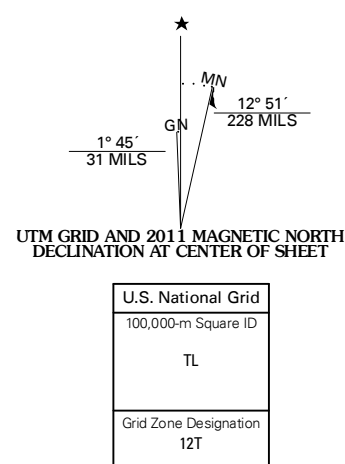 MN
GN
12° 51´
228 MILS
1° 45´
31 MILS
UTM GRID AND 2011 MAGNETIC NORTH
DECLINATION AT CENTER OF SHEET
U.S. National Grid
100,000-m Square ID
TL
Grid Zone Designation
12T